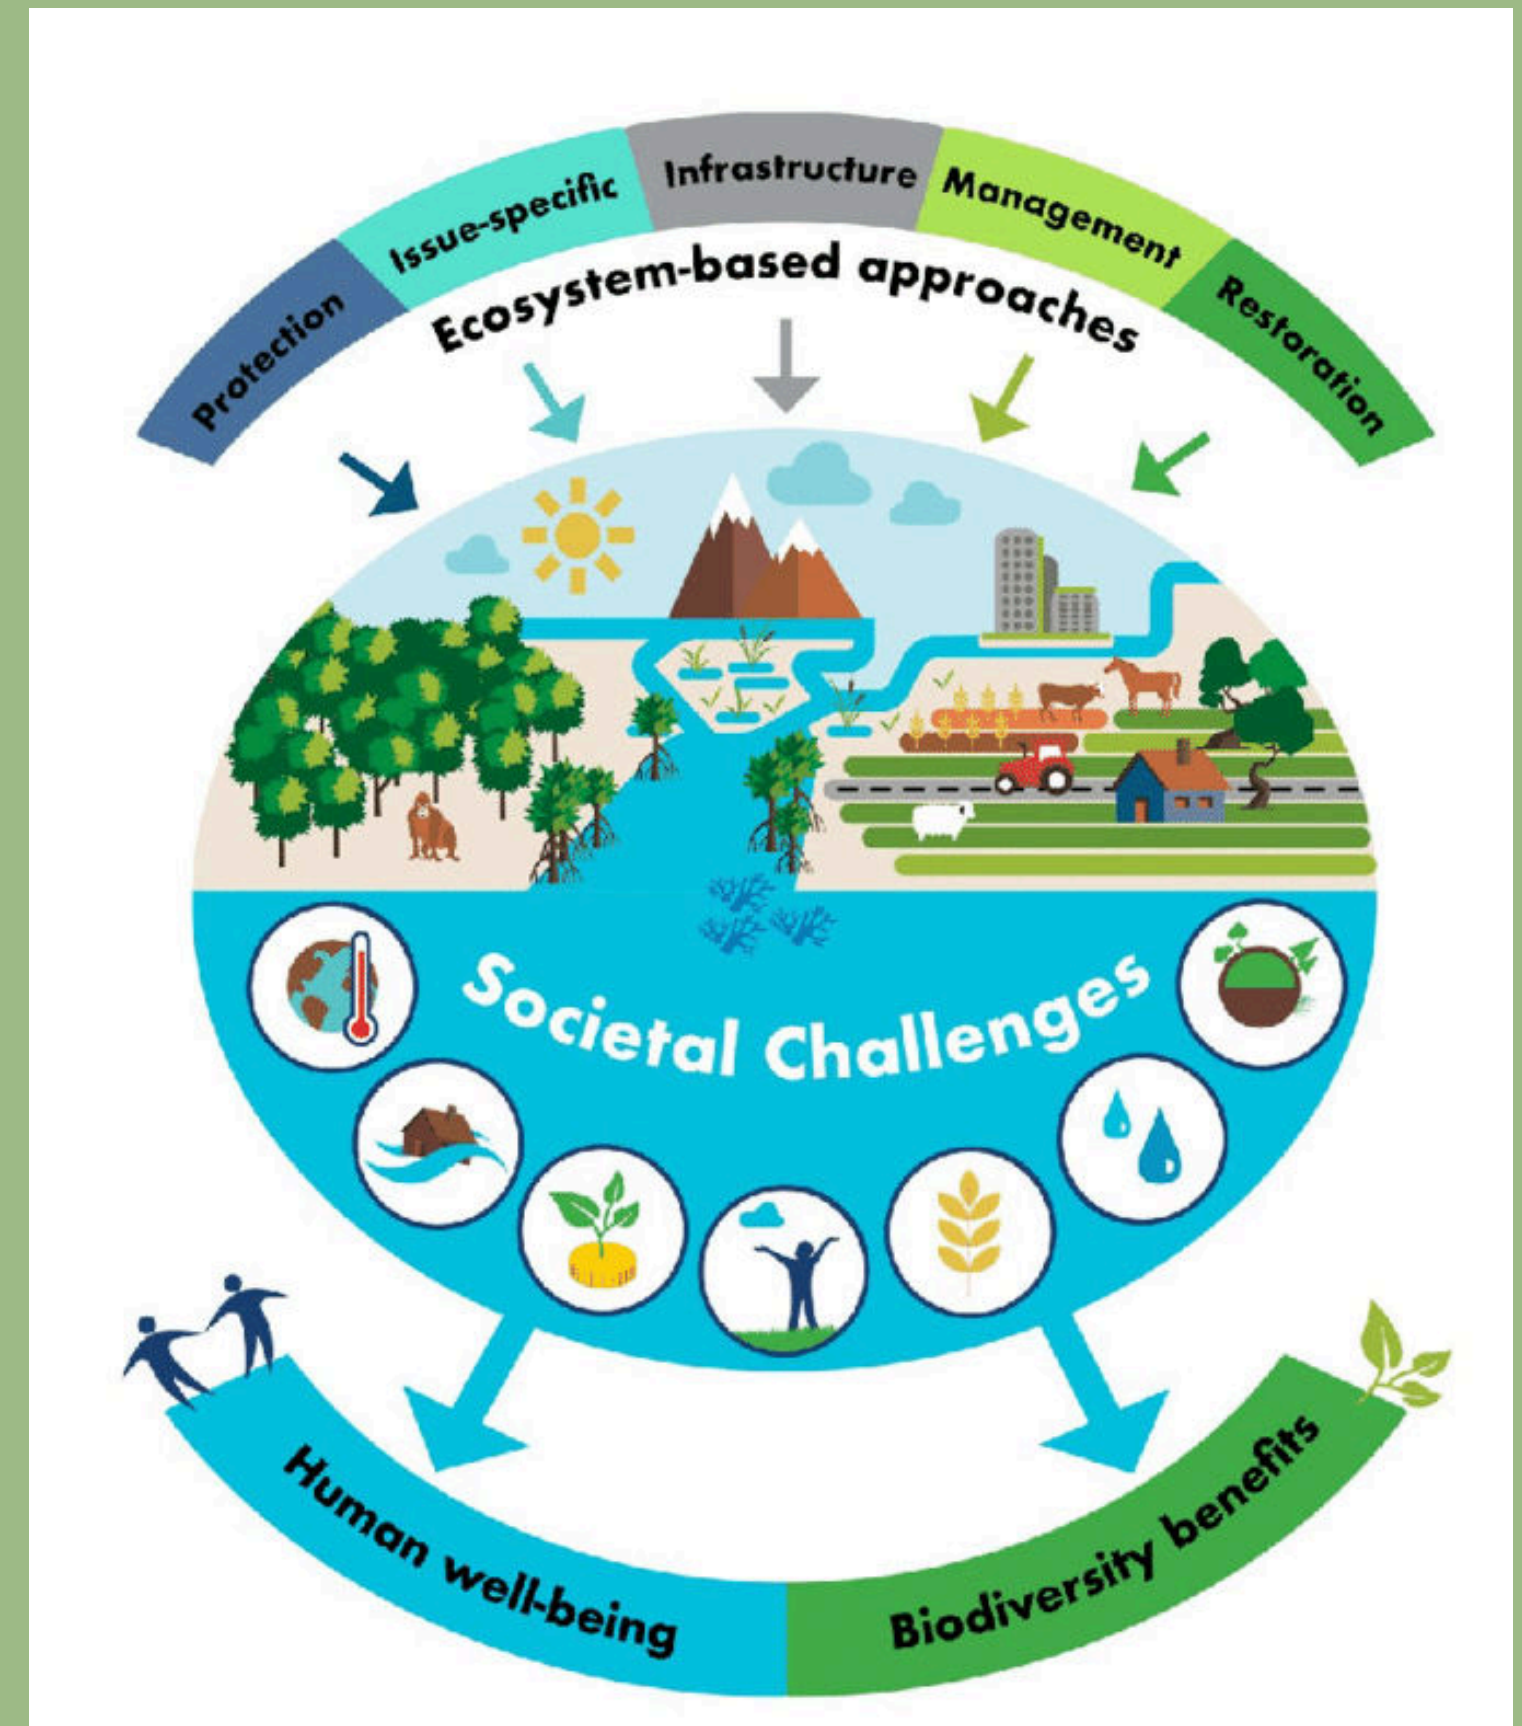 Protection
Issue-specific
Infrastructure
Management
Restoration
Ecosystem-based approaches
Societal Challenges
Human well-being
Biodiversity benefits